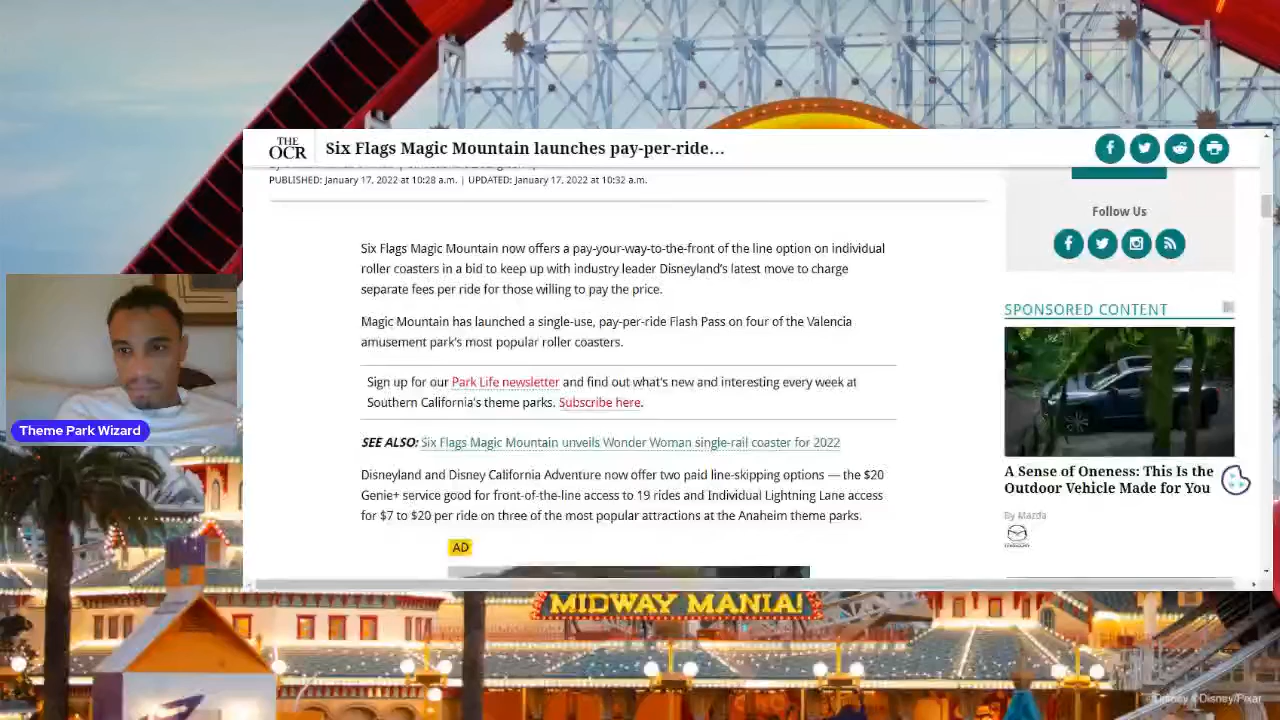 THE
OCR
Six Flags Magic Mountain launches pay-per-ride…
PUBLISHED: January 17, 2022 at 10:28 a.m. | UPDATED: January 17, 2022 at 10:32 a.m.
Six Flags Magic Mountain now offers a pay-your-way-to-the-front of the line option on individual
roller coasters in a bid to keep up with industry leader Disneyland's latest move to charge
separate fees per ride for those willing to pay the price.
Magic Mountain has launched a single-use, pay-per-ride Flash Pass on four of the Valencia
amusement park's most popular roller coasters.
Sign up for our Park Life newsletter and find out what's new and interesting every week at
Southern California's theme parks. Subscribe here.
SEE ALSO: Six Flags Magic Mountain unveils Wonder Woman single-rail coaster for 2022
Disneyland and Disney California Adventure now offer two paid line-skipping options — the $20
Genie+ service good for front-of-the-line access to 19 rides and Individual Lightning Lane access
for $7 to $20 per ride on three of the most popular attractions at the Anaheim theme parks.
AD
Follow Us
SPONSORED CONTENT
A Sense of Oneness: This Is the
Outdoor Vehicle Made for You
By Mazda
Theme Park Wizard
MIDWAY MANIA!
©Disney ©Disney/Pixar